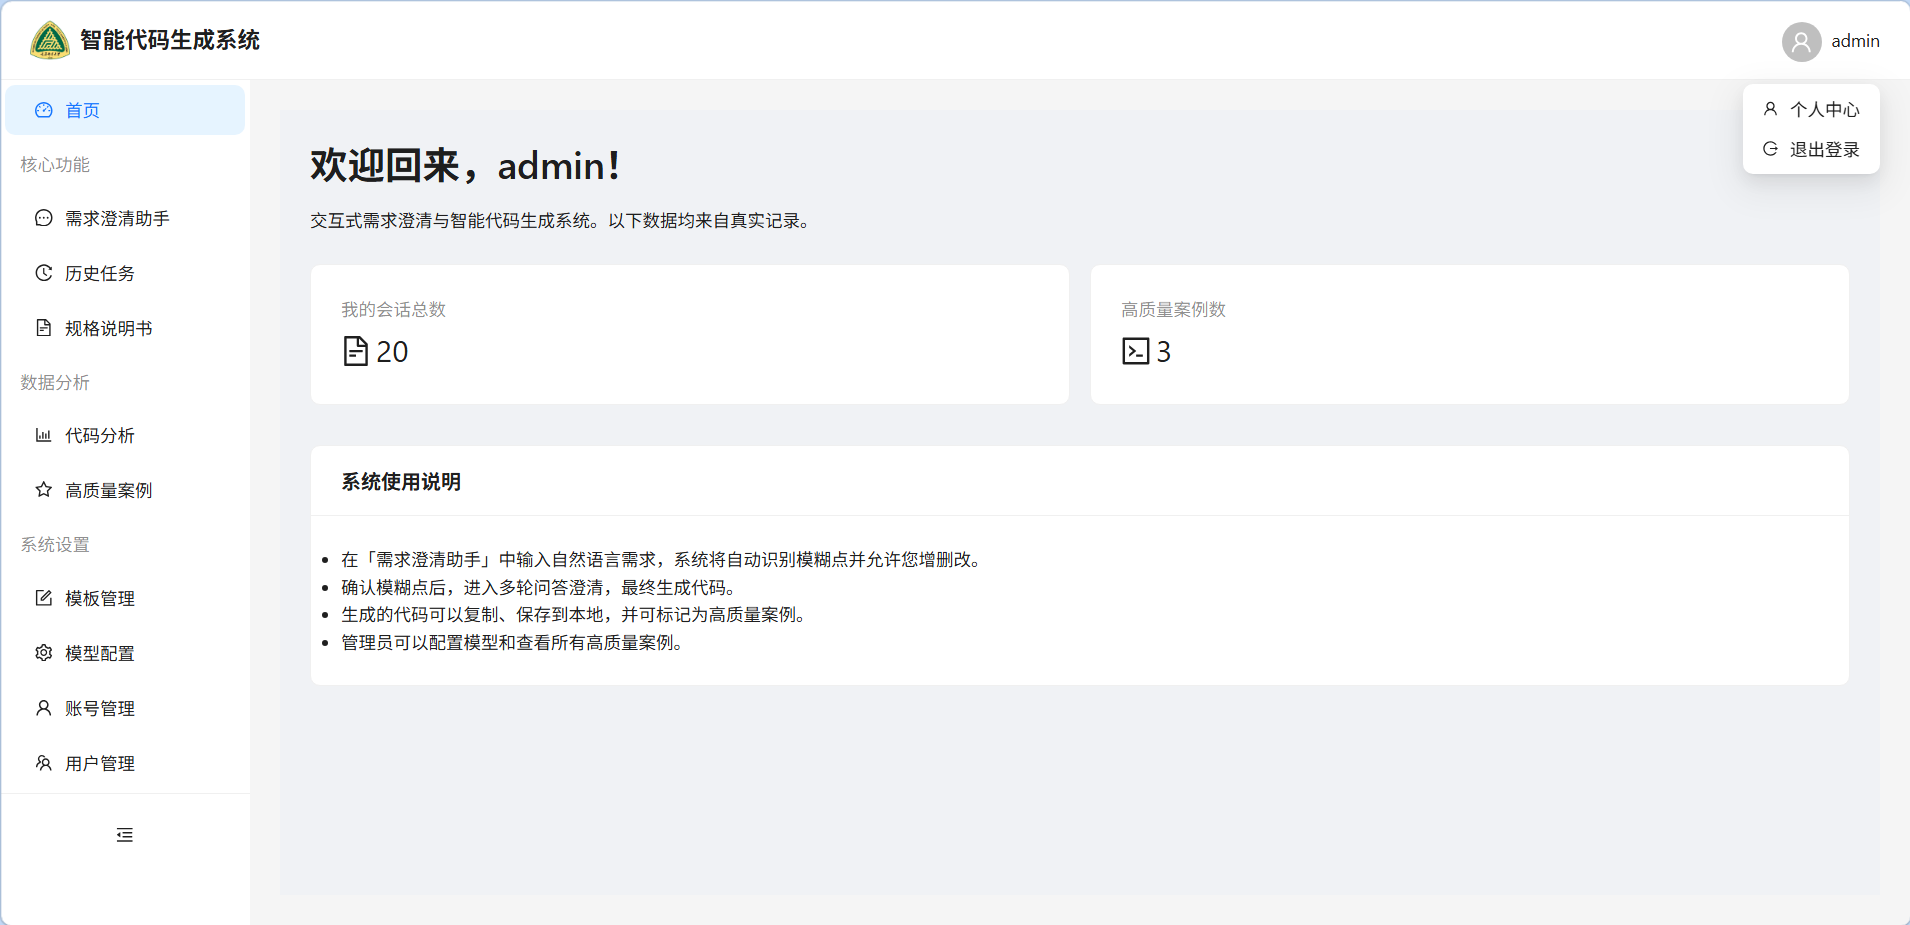 智能代码生成系统
admin
首页
核心功能
需求澄清助手
历史任务
规格说明书
数据分析
代码分析
高质量案例
系统设置
模板管理
模型配置
账号管理
用户管理
个人中心
退出登录
欢迎回来，admin！
交互式需求澄清与智能代码生成系统。以下数据均来自真实记录。
我的会话总数
20
高质量案例数
3
系统使用说明
• 在「需求澄清助手」中输入自然语言需求，系统将自动识别模糊点并允许您增删改。
• 确认模糊点后，进入多轮问答澄清，最终生成代码。
• 生成的代码可以复制、保存到本地，并可标记为高质量案例。
• 管理员可以配置模型和查看所有高质量案例。